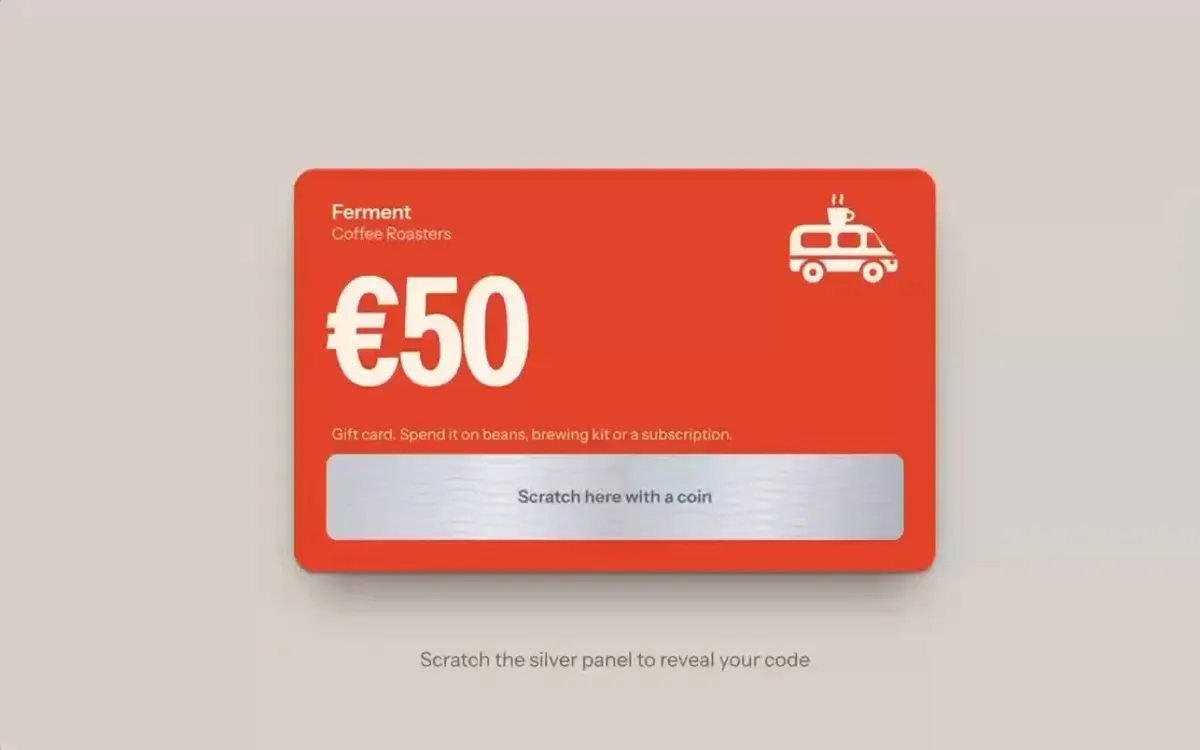 Ferment
Coffee Roasters
€50
Gift card. Spend it on beans, brewing kit or a subscription.
Scratch here with a coin
Scratch the silver panel to reveal your code